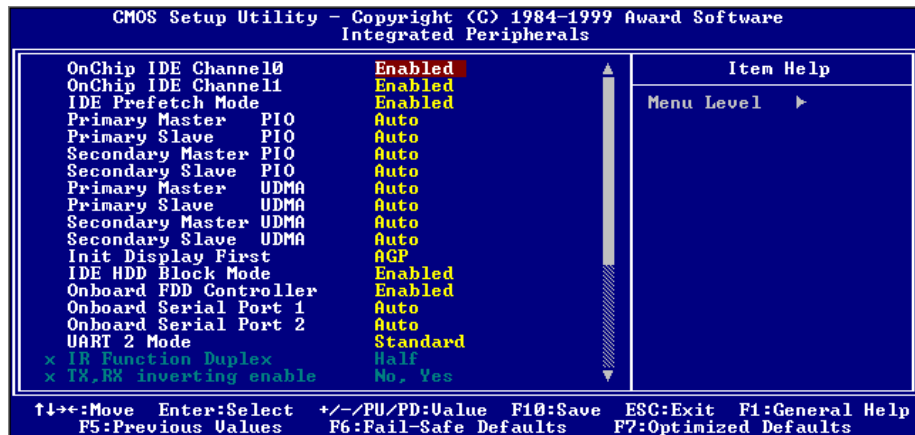 CMOS Setup Utility - Copyright (C) 1984-1999 Award Software
Integrated Peripherals
OnChip IDE Channel0 Enabled
OnChip IDE Channel1 Enabled
IDE Prefetch Mode Enabled
Primary Master PIO Auto
Primary Slave PIO Auto
Secondary Master PIO Auto
Secondary Slave PIO Auto
Primary Master UDMA Auto
Primary Slave UDMA Auto
Secondary Master UDMA Auto
Secondary Slave UDMA Auto
Init Display First AGP
IDE HDD Block Mode Enabled
Onboard FDD Controller Enabled
Onboard Serial Port 1 Auto
Onboard Serial Port 2 Auto
UART 2 Mode Standard
x IR Function Duplex Half
x TX,RX inverting enable No, Yes
Item Help
Menu Level ►
↑↓→←:Move Enter:Select +/-/PU/PD:Value F10:Save ESC:Exit F1:General Help
F5:Previous Values F6:Fail-Safe Defaults F7:Optimized Defaults